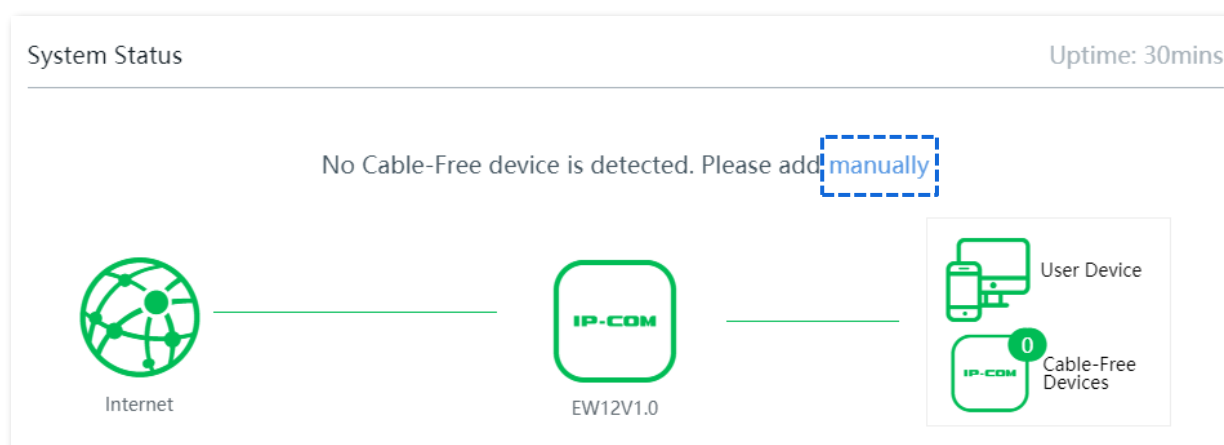 System Status
Uptime: 30mins
No Cable-Free device is detected. Please add manually
IP-COM
User Device
0
IP-COM
Cable-Free
Devices
Internet
EW12V1.0